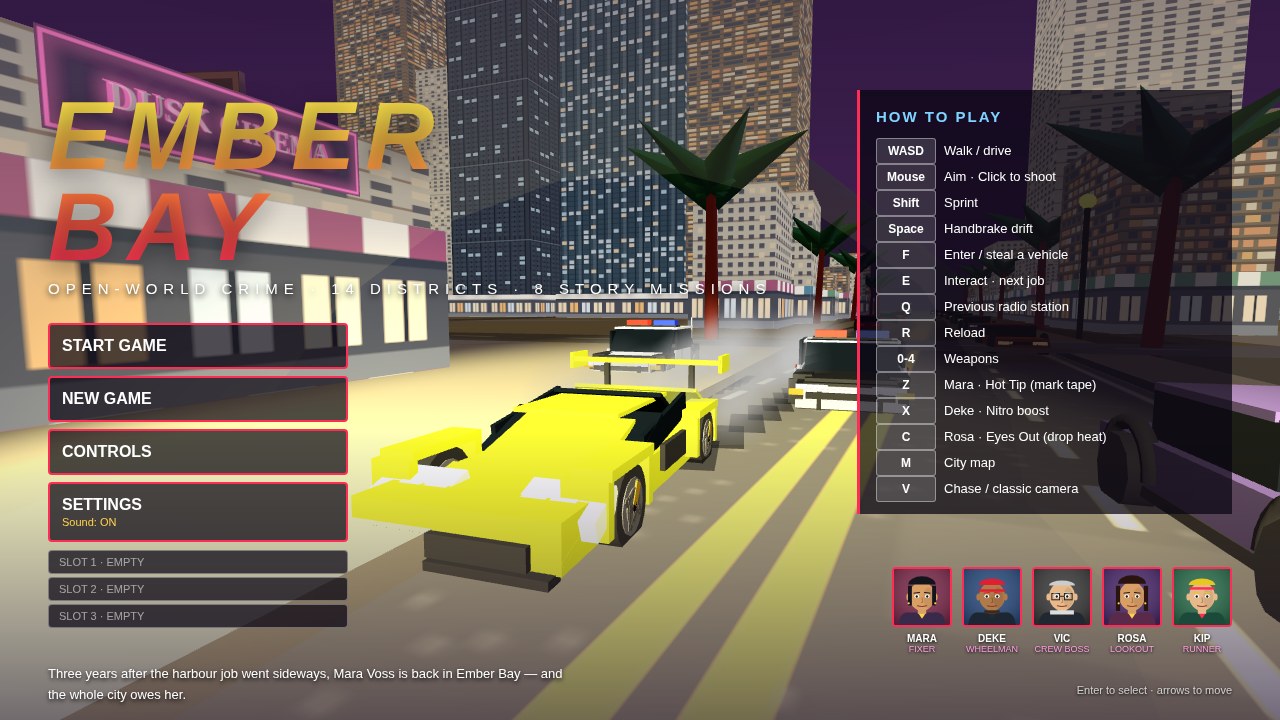 DUSK
EMBER
BAY
OPEN-WORLD CRIME · 14 DISTRICTS · 8 STORY MISSIONS
START GAME
NEW GAME
CONTROLS
SETTINGS
Sound: ON
SLOT 1 · EMPTY
SLOT 2 · EMPTY
SLOT 3 · EMPTY
Three years after the harbour job went sideways, Mara Voss is back in Ember Bay — and
the whole city owes her.
HOW TO PLAY
WASD Walk / drive
Mouse Aim · Click to shoot
Shift Sprint
Space Handbrake drift
F Enter / steal a vehicle
E Interact · next job
Q Previous radio station
R Reload
0-4 Weapons
Z Mara · Hot Tip (mark tape)
X Deke · Nitro boost
C Rosa · Eyes Out (drop heat)
M City map
V Chase / classic camera
MARA DEKE VIC ROSA KIP
FIXER WHEELMAN CREW BOSS LOOKOUT RUNNER
Enter to select · arrows to move